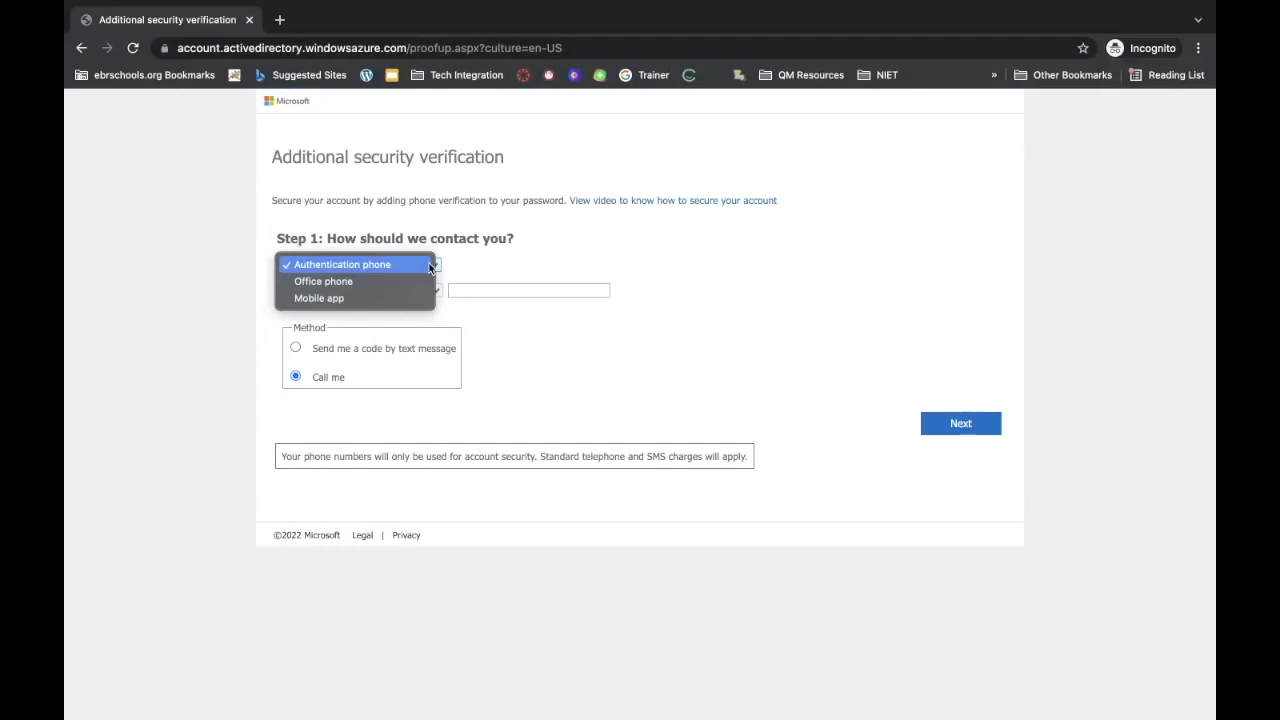 Additional security verification
account.activedirectory.windowsazure.com/proofup.aspx?culture=en-US
Incognito
ebrschools.org Bookmarks
Suggested Sites
Tech Integration
Trainer
QM Resources
NIET
»
Other Bookmarks
Reading List
Microsoft
Additional security verification
Secure your account by adding phone verification to your password. View video to know how to secure your account
Step 1: How should we contact you?
✓ Authentication phone
Office phone
Mobile app
Method
Send me a code by text message
Call me
Next
Your phone numbers will only be used for account security. Standard telephone and SMS charges will apply.
©2022 Microsoft Legal | Privacy